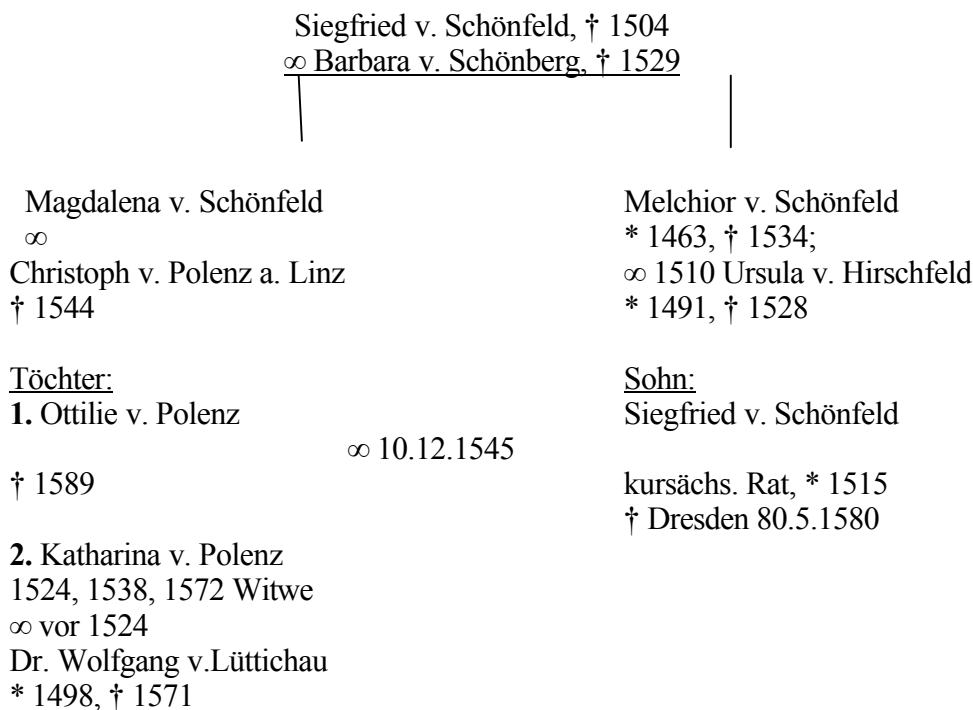 Siegfried v. Schönfeld, † 1504
∞ Barbara v. Schönberg, † 1529
Magdalena v. Schönfeld
∞
Christoph v. Polenz a. Linz
† 1544
Melchior v. Schönfeld
* 1463, † 1534;
∞ 1510 Ursula v. Hirschfeld
* 1491, † 1528
Töchter:
1. Ottilie v. Polenz
∞ 10.12.1545
† 1589
Sohn:
Siegfried v. Schönfeld
kursächs. Rat, * 1515
† Dresden 80.5.1580
2. Katharina v. Polenz
1524, 1538, 1572 Witwe
∞ vor 1524
Dr. Wolfgang v.Lüttichau
* 1498, † 1571